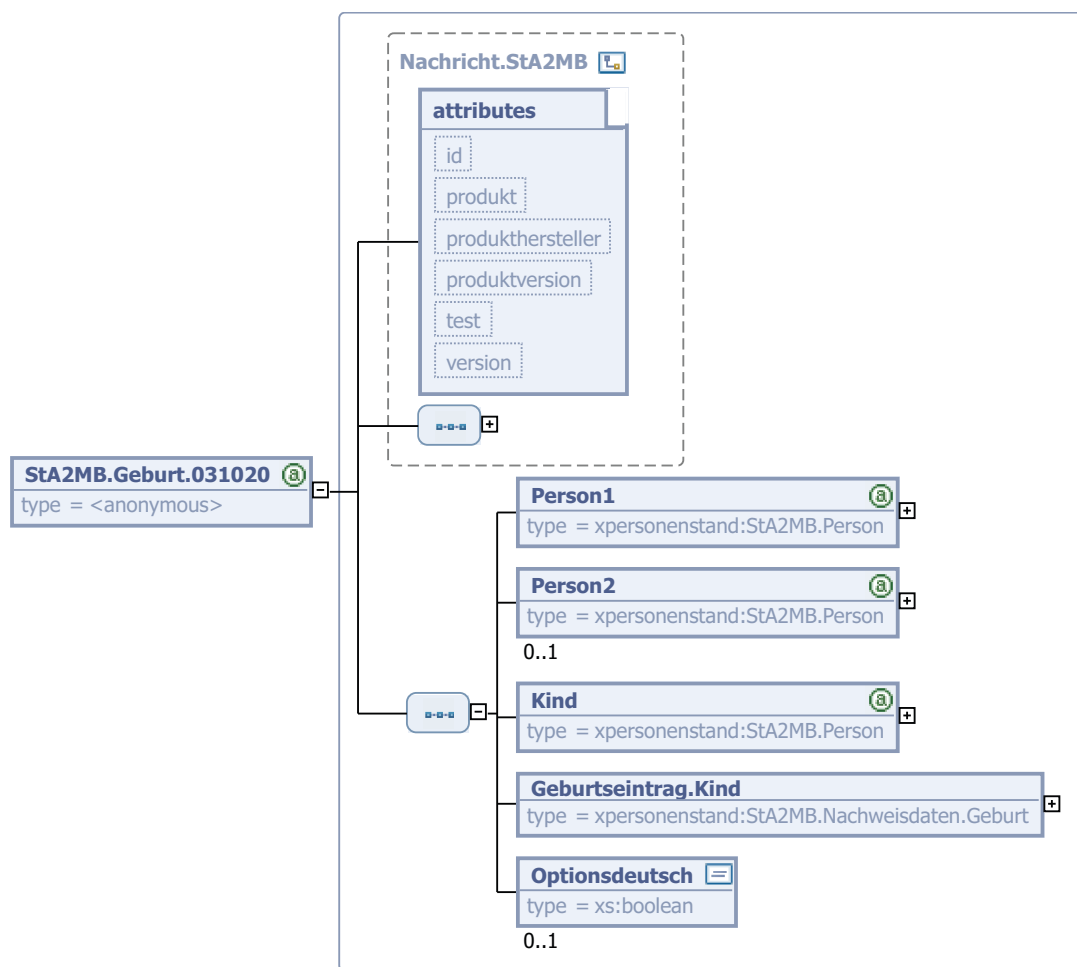 Nachricht.StA2MB
attributes
id
produkt
produkthersteller
produktversion
test
version
StA2MB.Geburt.031020
type = <anonymous>
Person1
type = xpersonenstand:StA2MB.Person
Person2
type = xpersonenstand:StA2MB.Person
0..1
Kind
type = xpersonenstand:StA2MB.Person
Geburtseintrag.Kind
type = xpersonenstand:StA2MB.Nachweisdaten.Geburt
Optionsdeutsch
type = xs:boolean
0..1